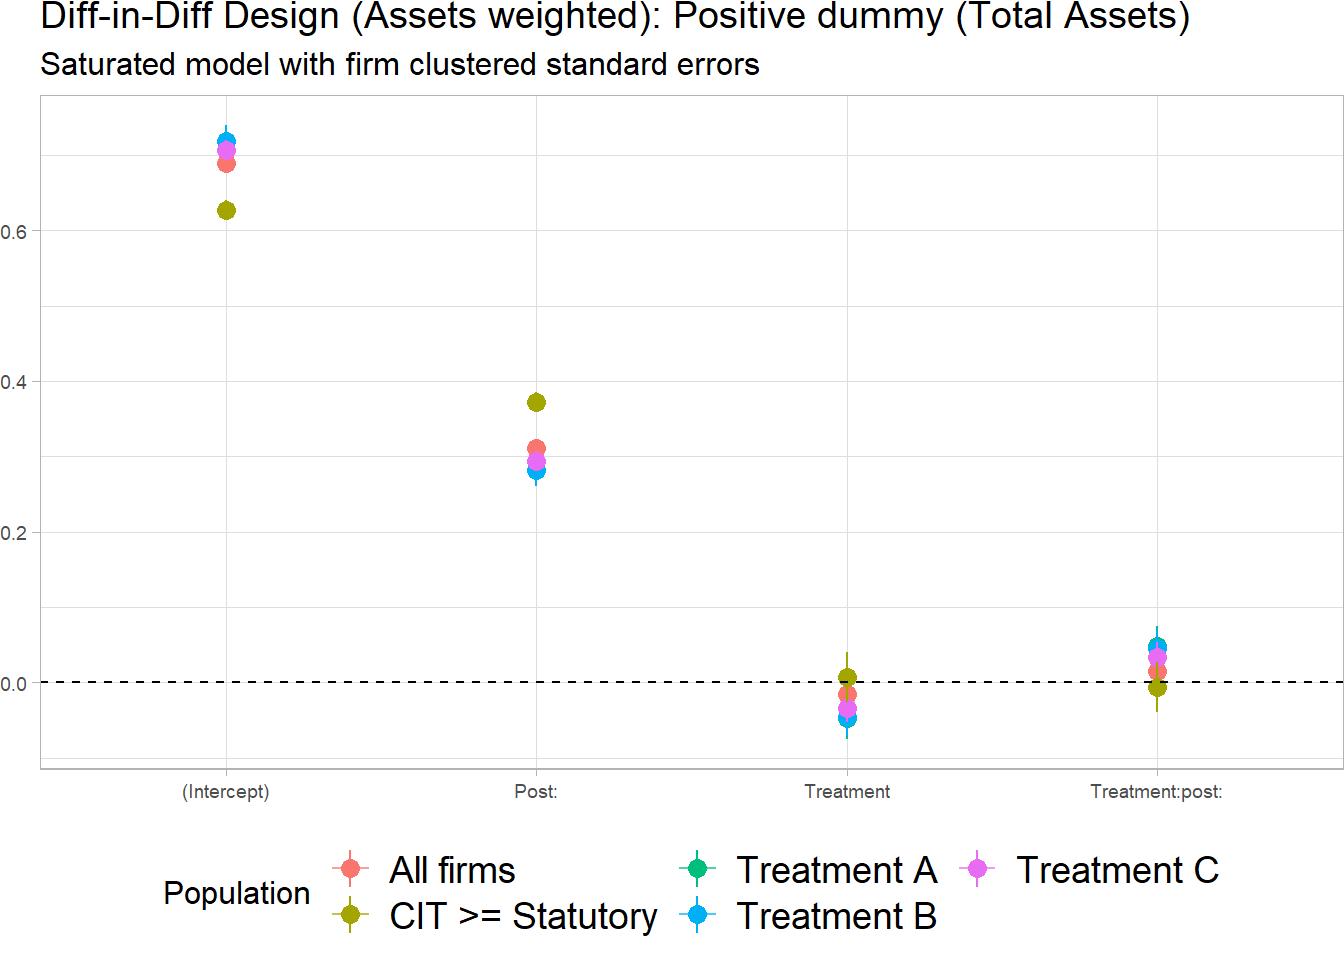 Diff-in-Diff Design (Assets weighted): Positive dummy (Total Assets)
Saturated model with firm clustered standard errors
0.6
0.4
0.2
0.0
(Intercept)
Post:
Treatment
Treatment:post:
Population
All firms
Treatment A
Treatment C
CIT >= Statutory
Treatment B